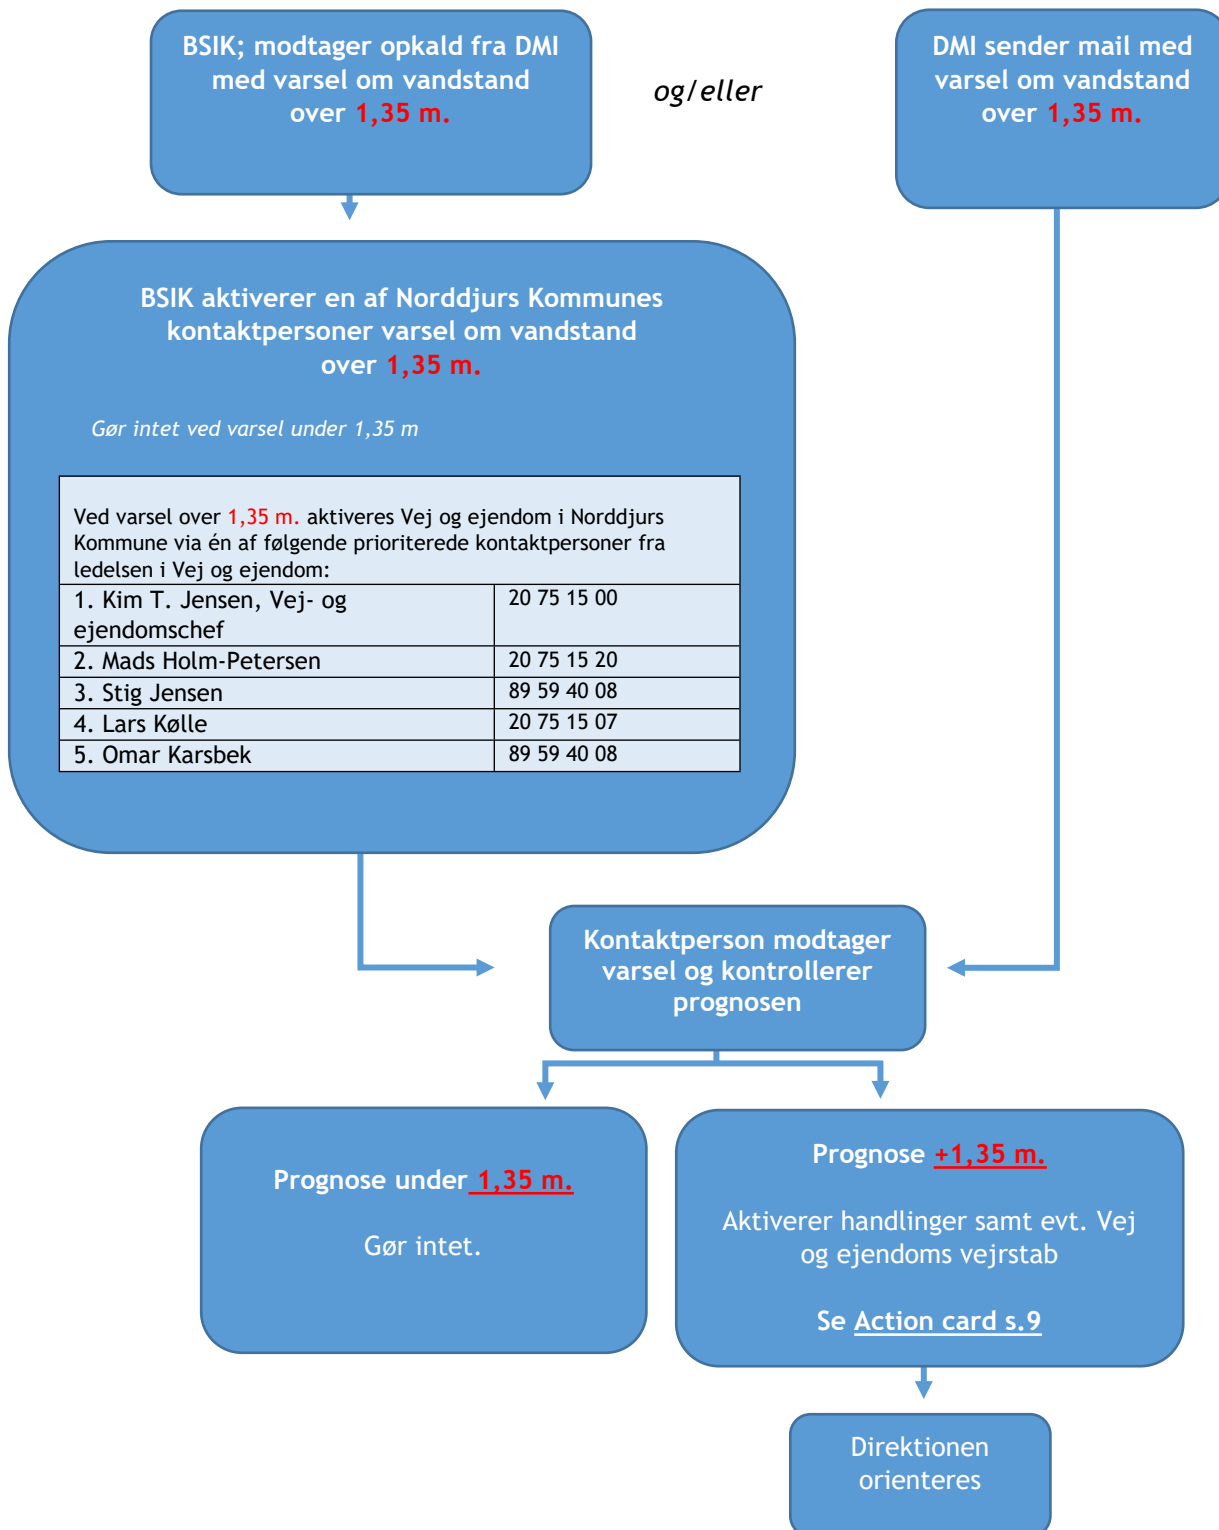 BSIK; modtager opkald fra DMI
med varsel om vandstand
over 1,35 m.
og/eller
DMI sender mail med
varsel om vandstand
over 1,35 m.
BSIK aktiverer en af Norddjurs Kommunes
kontaktpersoner varsel om vandstand
over 1,35 m.
Gør intet ved varsel under 1,35 m
Ved varsel over 1,35 m. aktiveres Vej og ejendom i Norddjurs
Kommune via én af følgende prioriterede kontaktpersoner fra
ledelsen i Vej og ejendom:
1. Kim T. Jensen, Vej- og
ejendomschef
20 75 15 00
2. Mads Holm-Petersen
20 75 15 20
3. Stig Jensen
89 59 40 08
4. Lars Kølle
20 75 15 07
5. Omar Karsbek
89 59 40 08
Kontaktperson modtager
varsel og kontrollerer
prognosen
Prognose under 1,35 m.
Gør intet.
Prognose +1,35 m.
Aktiverer handlinger samt evt. Vej
og ejendoms vejrstab
Se Action card s.9
Direktionen
orienteres